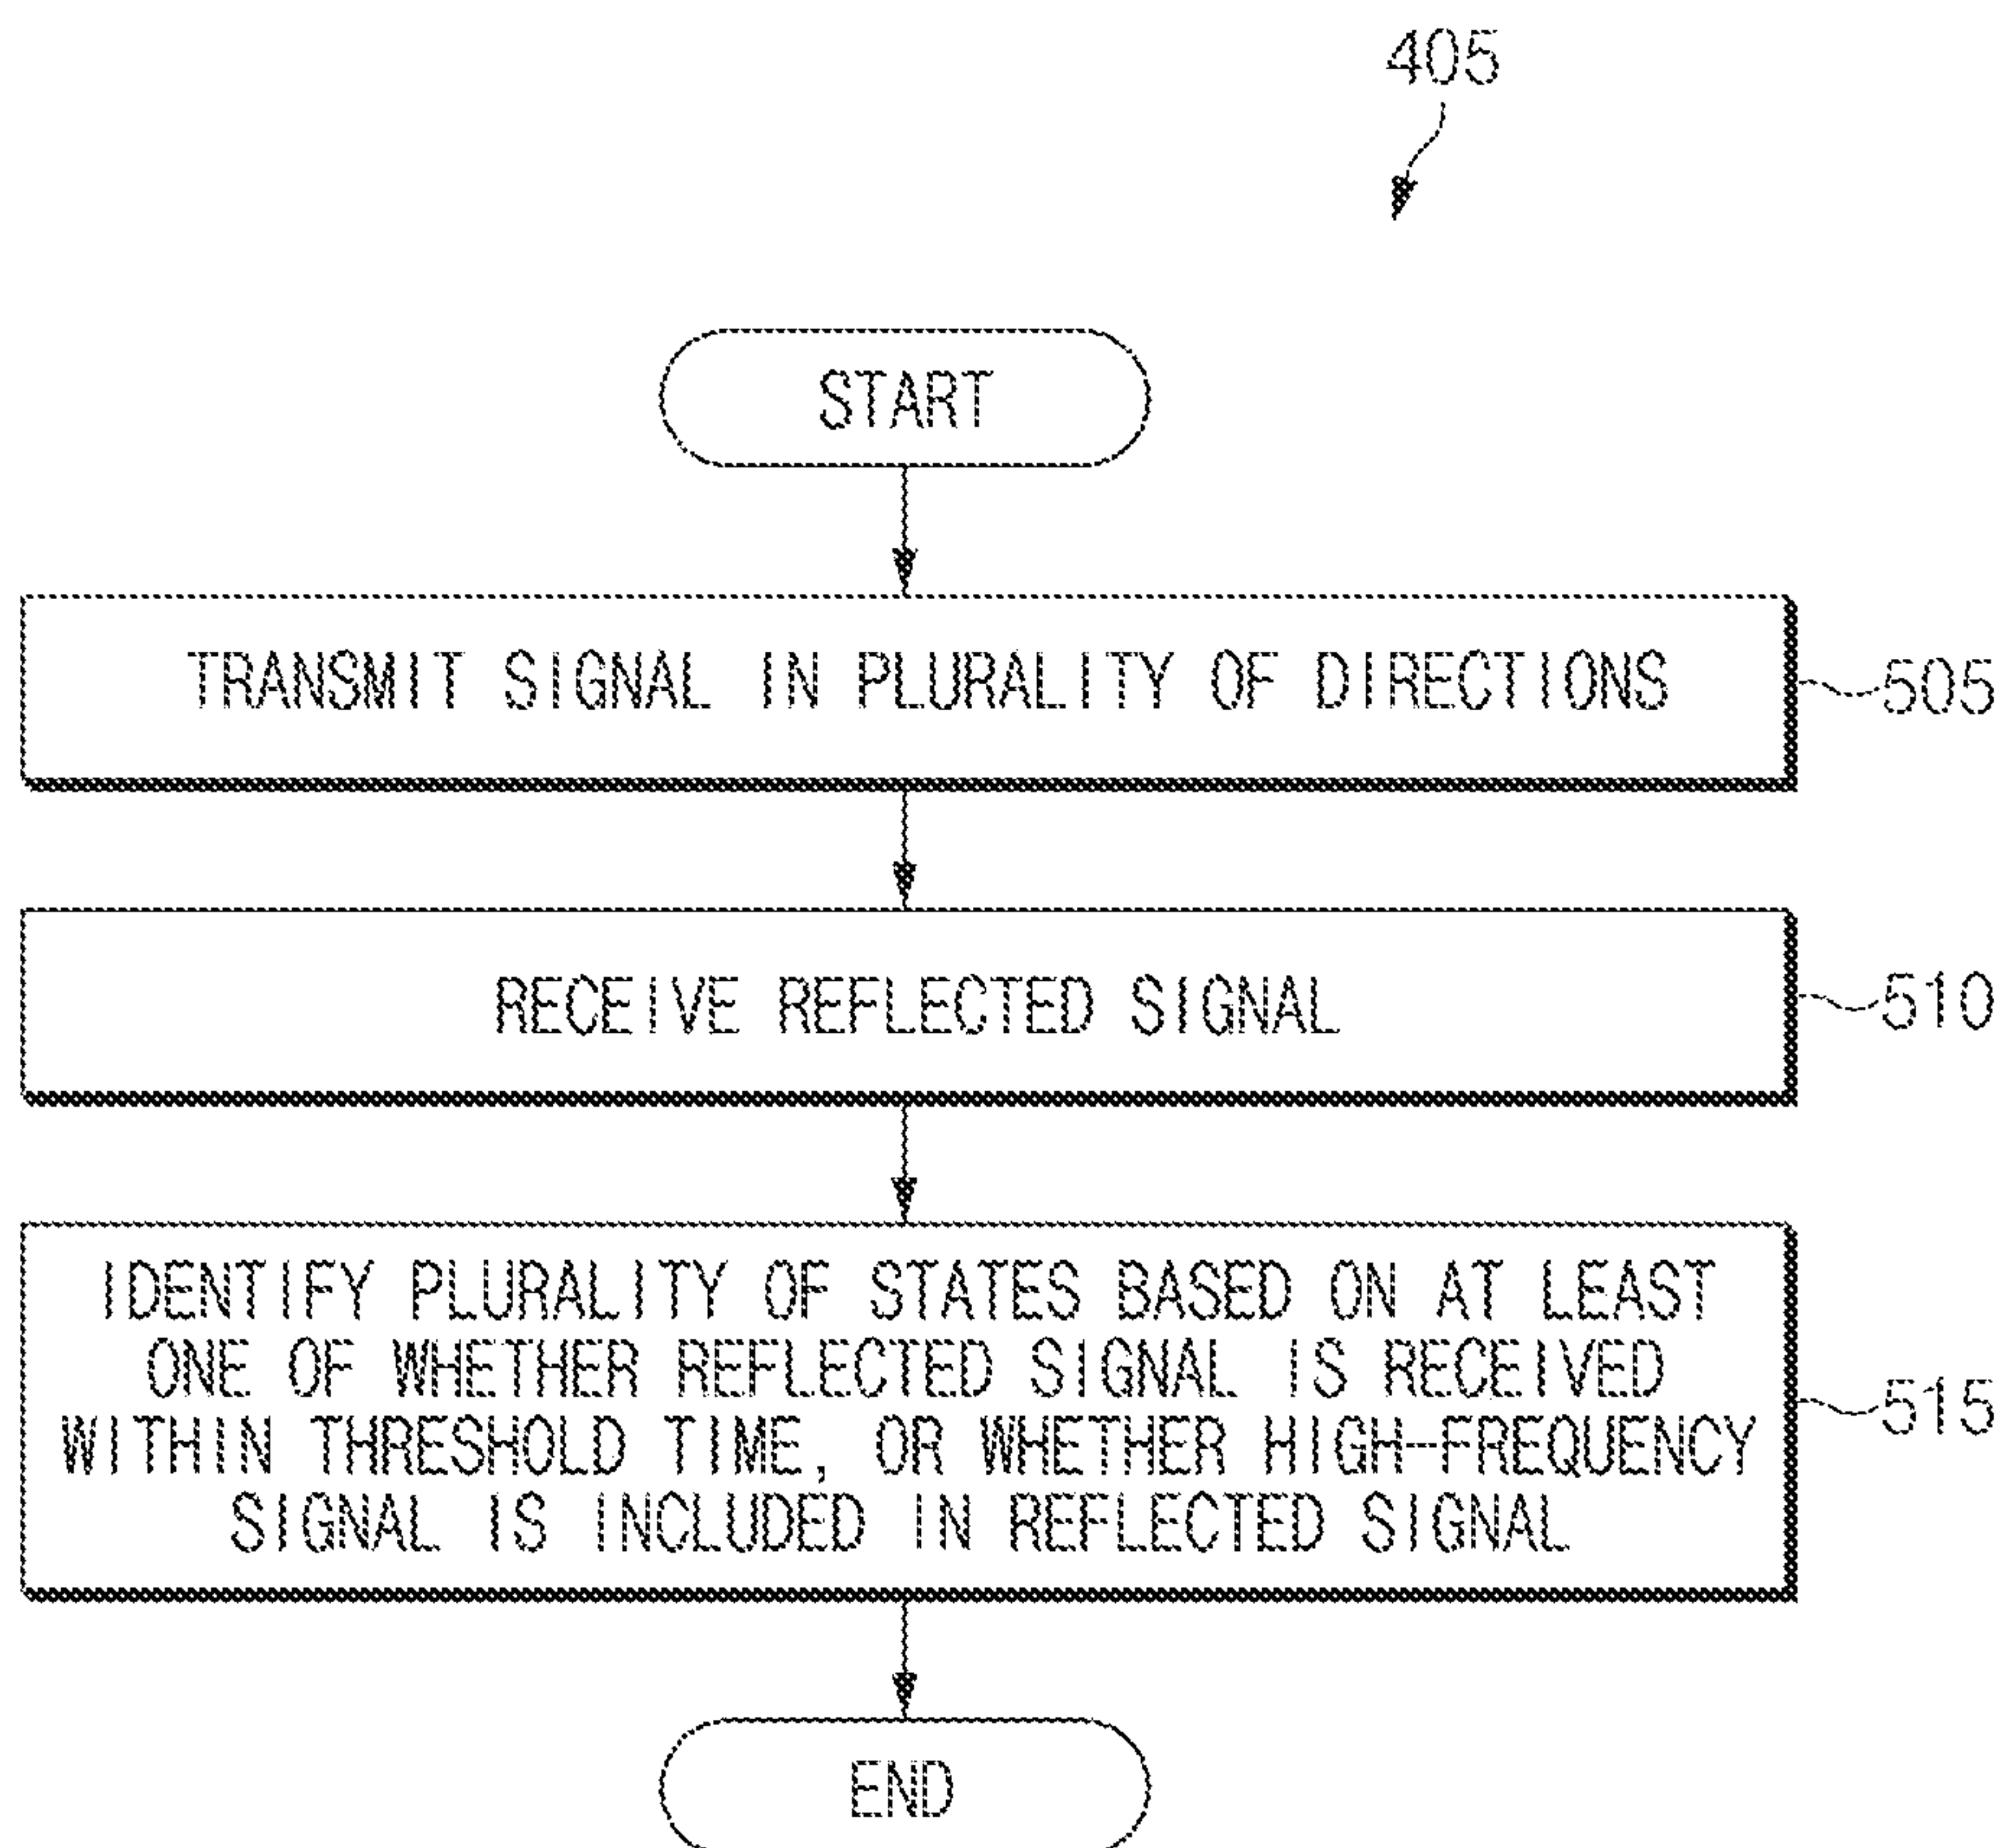 405
START
TRANSMIT SIGNAL IN PLURALITY OF DIRECTIONS
505
RECEIVE REFLECTED SIGNAL
510
IDENTIFY PLURALITY OF STATES BASED ON AT LEAST
ONE OF WHETHER REFLECTED SIGNAL IS RECEIVED
WITHIN THRESHOLD TIME, OR WHETHER HIGH-FREQUENCY
SIGNAL IS INCLUDED IN REFLECTED SIGNAL
515
END